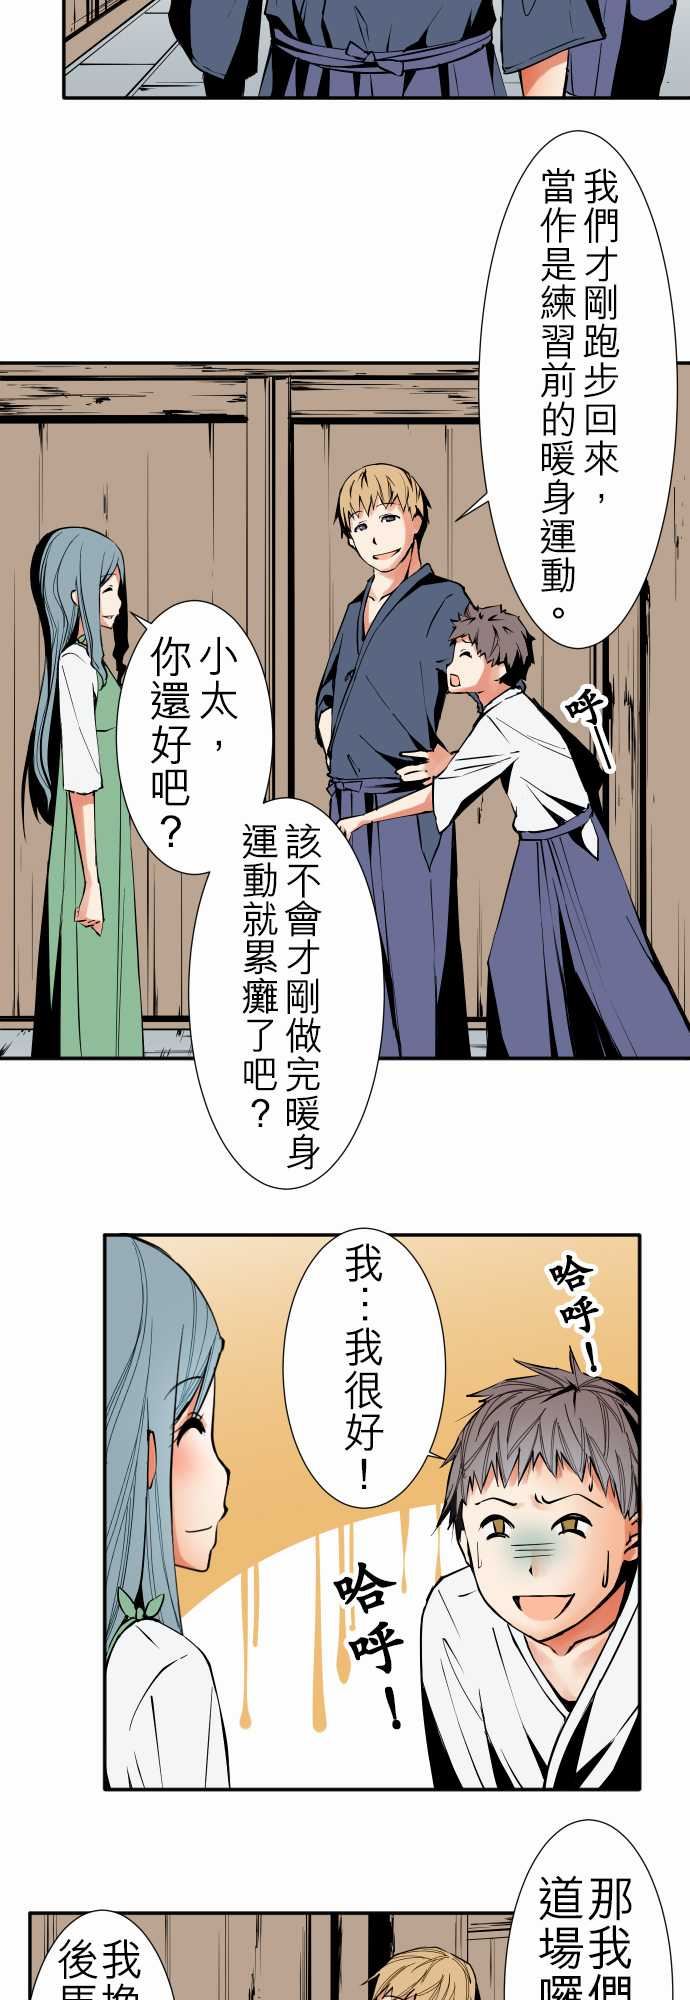 我們才剛跑步回來，
當作是練習前的暖身運動。
呼—
小太，
你還好吧？
該不會才剛做完暖身
運動就累癱了吧？
哈呼！
我…我很好！
哈呼！
那我們
道場囉
我換
後馬